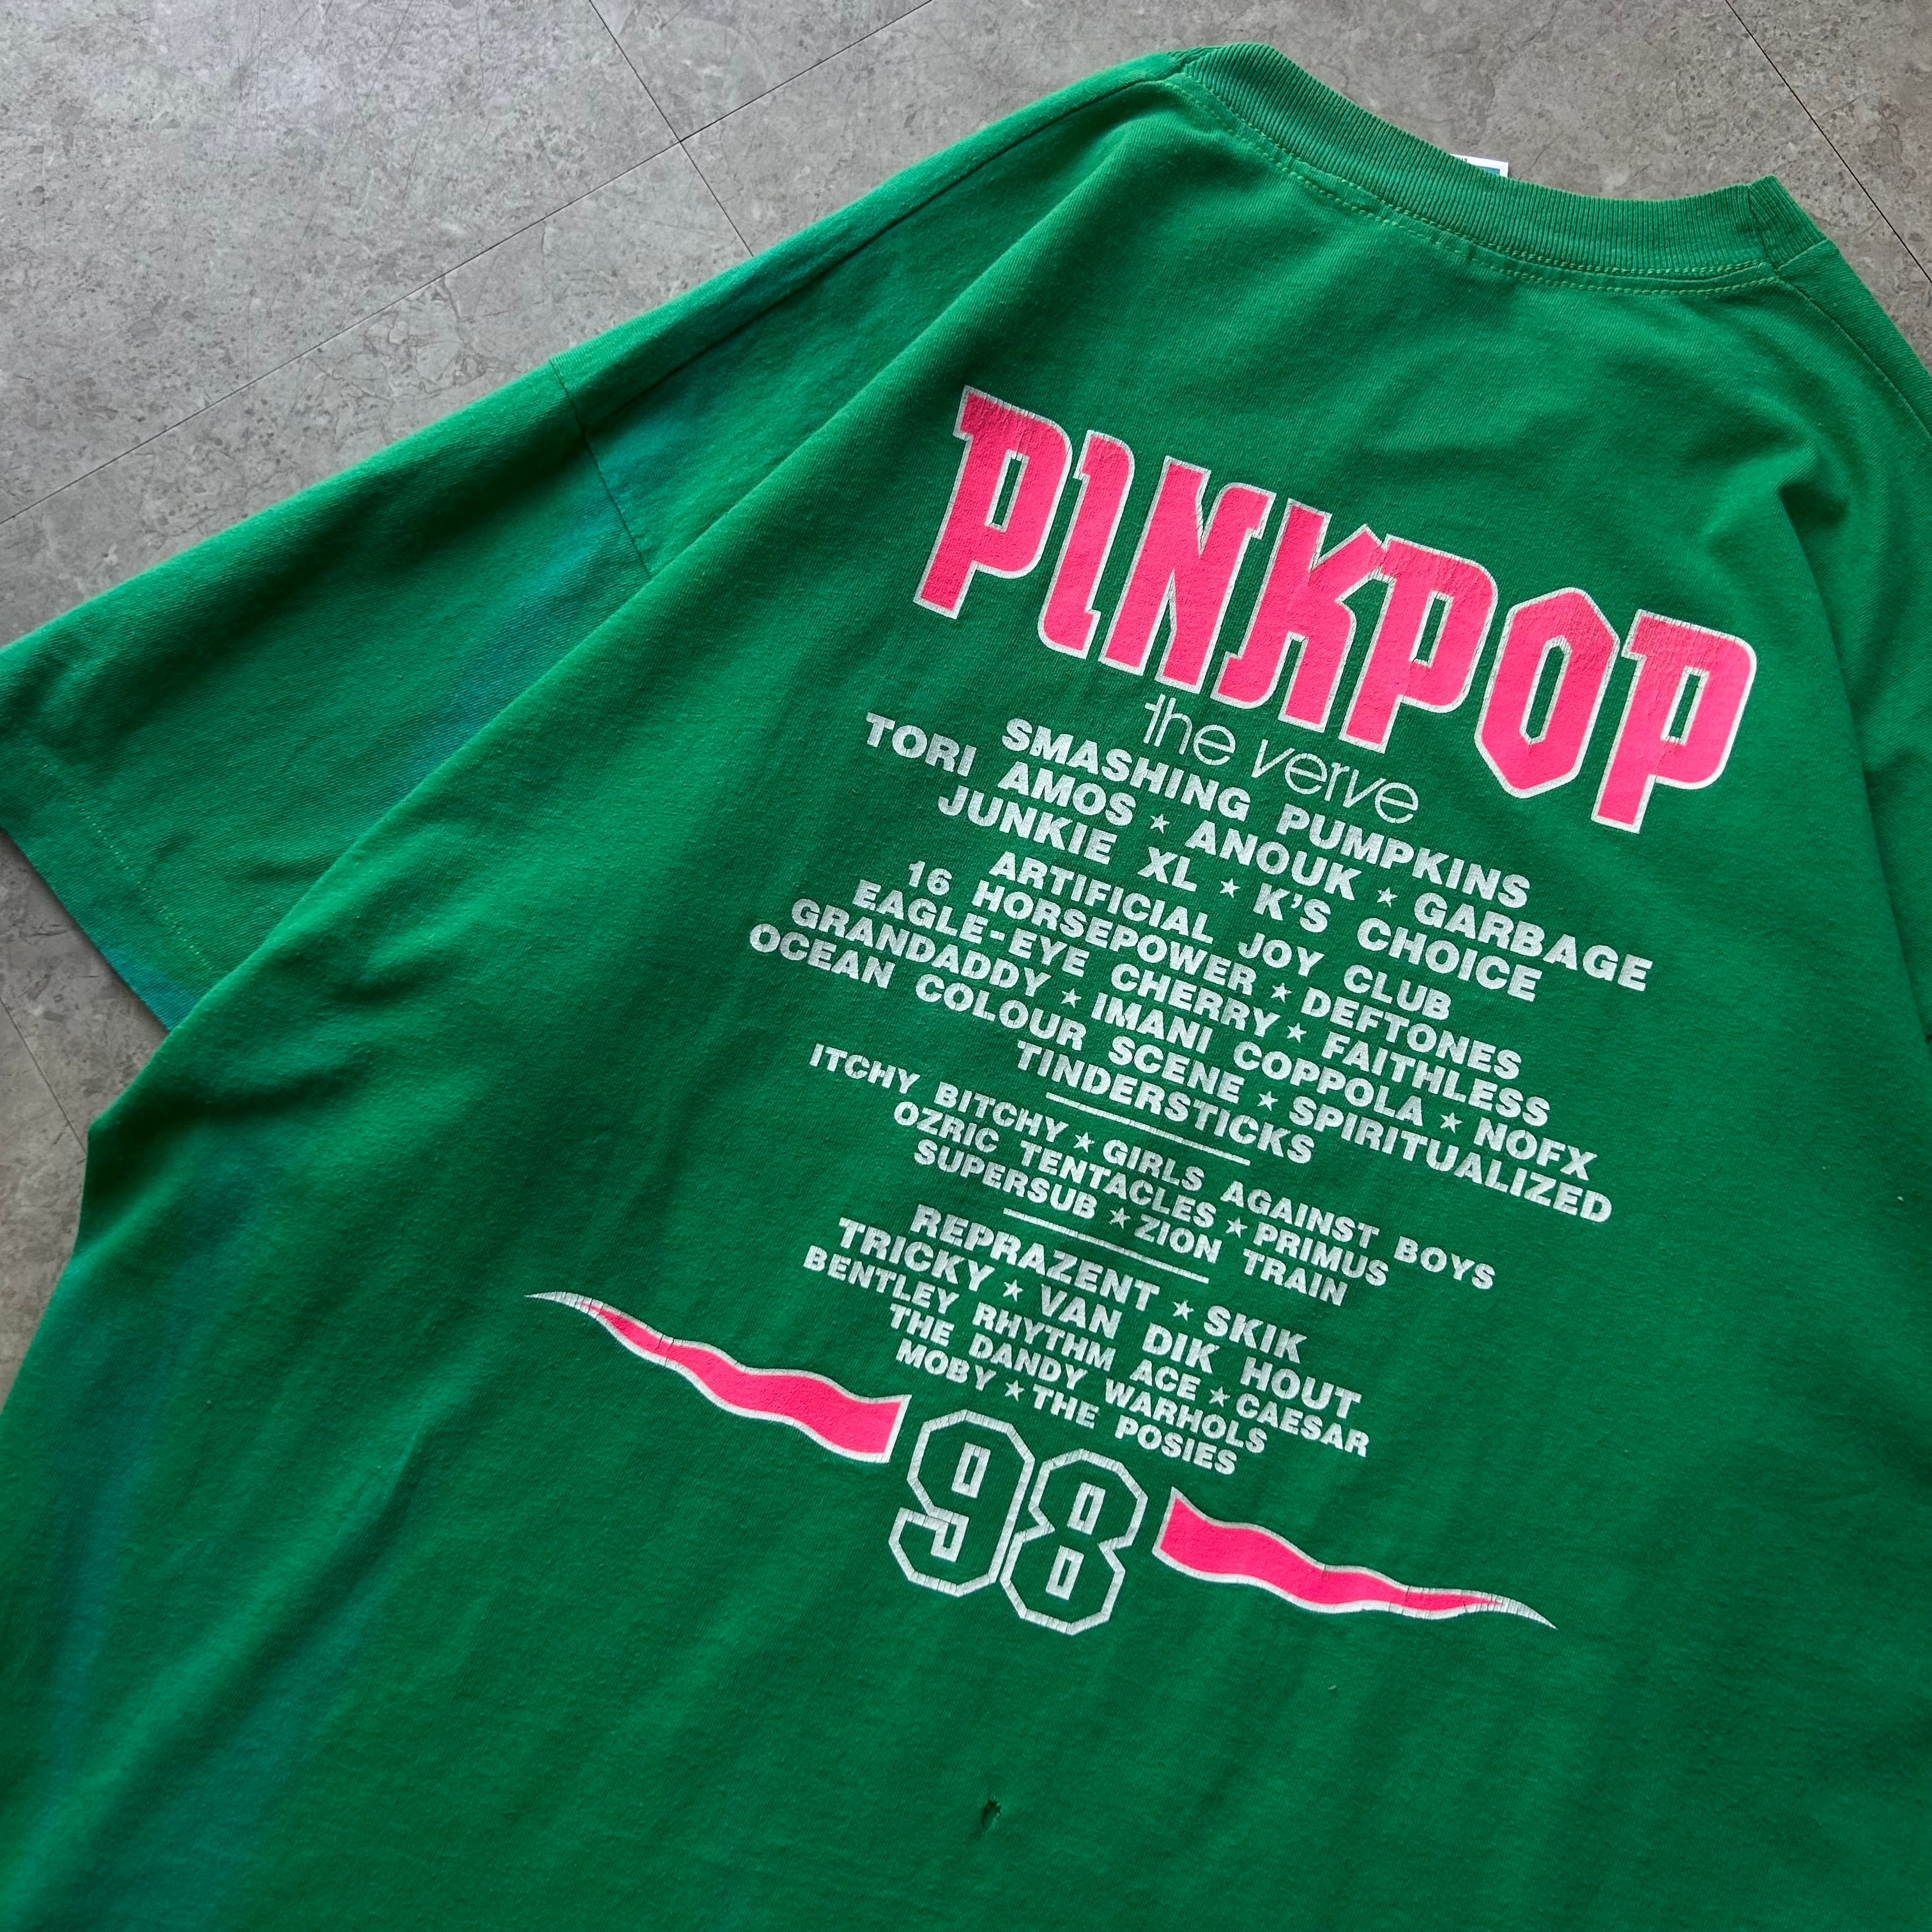 PINKPOP
the verve
SMASHING PUMPKINS
TORI AMOS ★ ANOUK ★ GARBAGE
JUNKIE XL ★ K'S CHOICE
ARTIFICIAL JOY CLUB
16 HORSEPOWER ★ DEFTONES
EAGLE-EYE CHERRY ★ FAITHLESS
GRANDADDY ★ IMANI COPPOLA ★ NOFX
OCEAN COLOUR SCENE ★ SPIRITUALIZED
TINDERSTICKS
ITCHY BITCHY ★ GIRLS AGAINST BOYS
OZRIC TENTACLES ★ PRIMUS
SUPERSUB ★ ZION TRAIN
REPRAZENT ★ SKIK
TRICKY ★ VAN DIK HOUT
BENTLEY RHYTHM ACE ★ CAESAR
THE DANDY WARHOLS
MOBY ★ THE POSIES
98